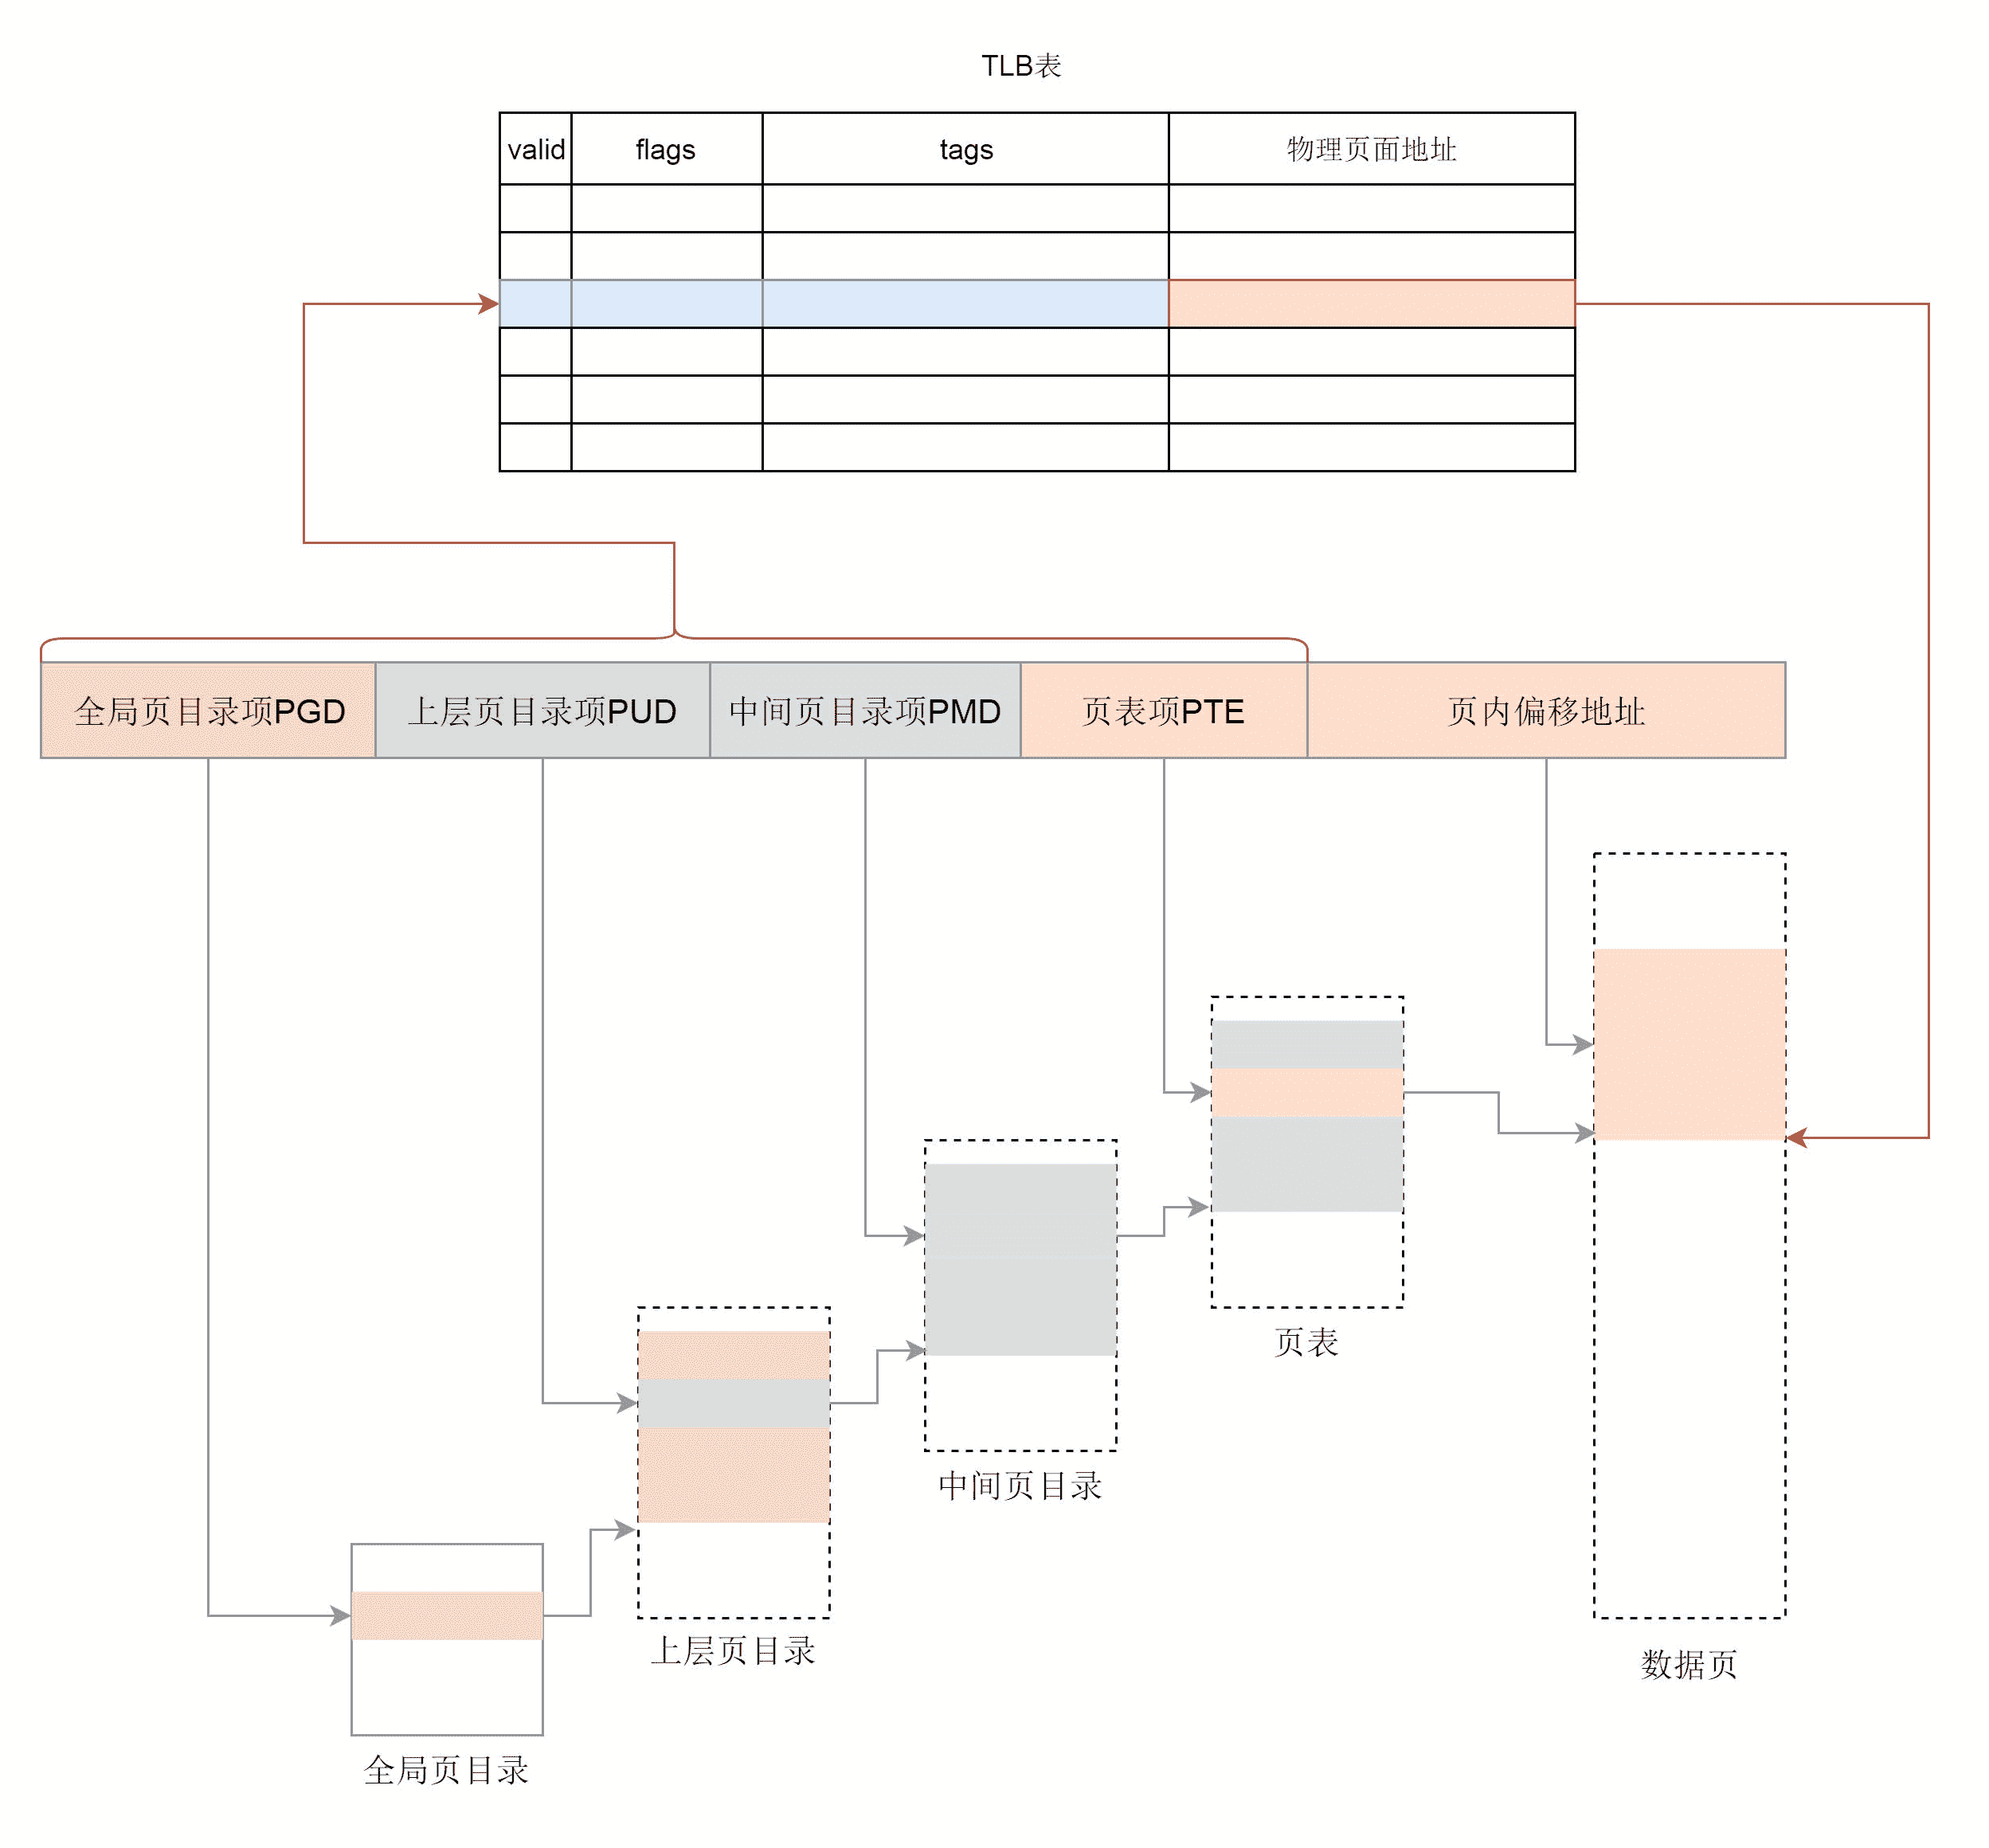 TLB表
valid
flags
tags
物理页面地址
全局页目录项PGD
上层页目录项PUD
中间页目录项PMD
页表项PTE
页内偏移地址
页表
中间页目录
上层页目录
数据页
全局页目录